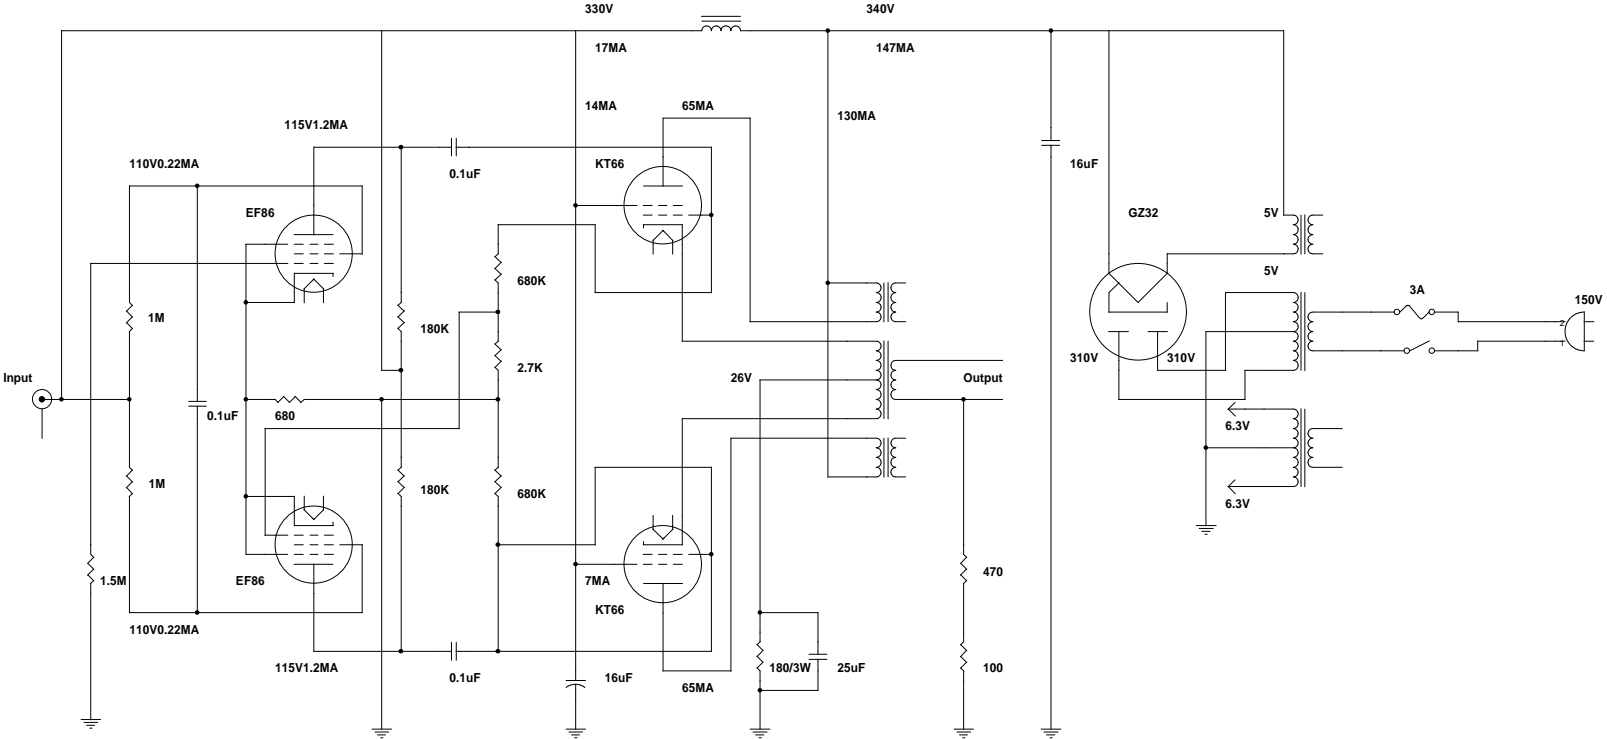 330V
340V
17MA
147MA
14MA
65MA
130MA
115V1.2MA
110V0.22MA
0.1uF
KT66
16uF
EF86
GZ32
5V
5V
680K
3A
150V
1M
180K
2
1
310V
310V
2.7K
Input
26V
Output
0.1uF
680
6.3V
1M
180K
680K
6.3V
1.5M
EF86
7MA
470
KT66
110V0.22MA
115V1.2MA
0.1uF
16uF
65MA
180/3W
25uF
100